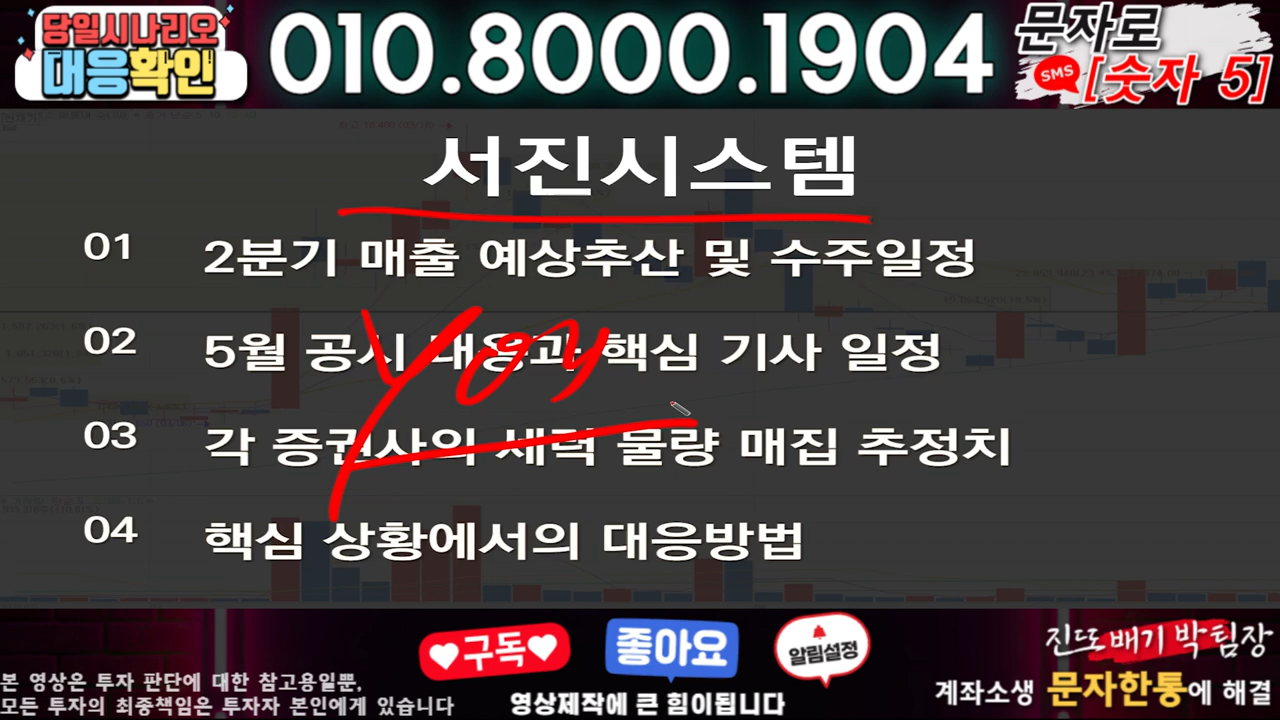 당일시나리오
대응확인
010.8000.1904
문자로
SMS [숫자 5]
서진시스템
01 2분기 매출 예상추산 및 수주일정
02 5월 공시 내용과 핵심 기사 일정
03 각 증권사의 세력 물량 매집 추정치
04 핵심 상황에서의 대응방법
구독
좋아요
알림설정
영상제작에 큰 힘이됩니다
본 영상은 투자 판단에 대한 참고용일뿐,
모든 투자의 최종책임은 투자자 본인에게 있습니다
진또배기 박팀장
계좌소생 문자한통에 해결